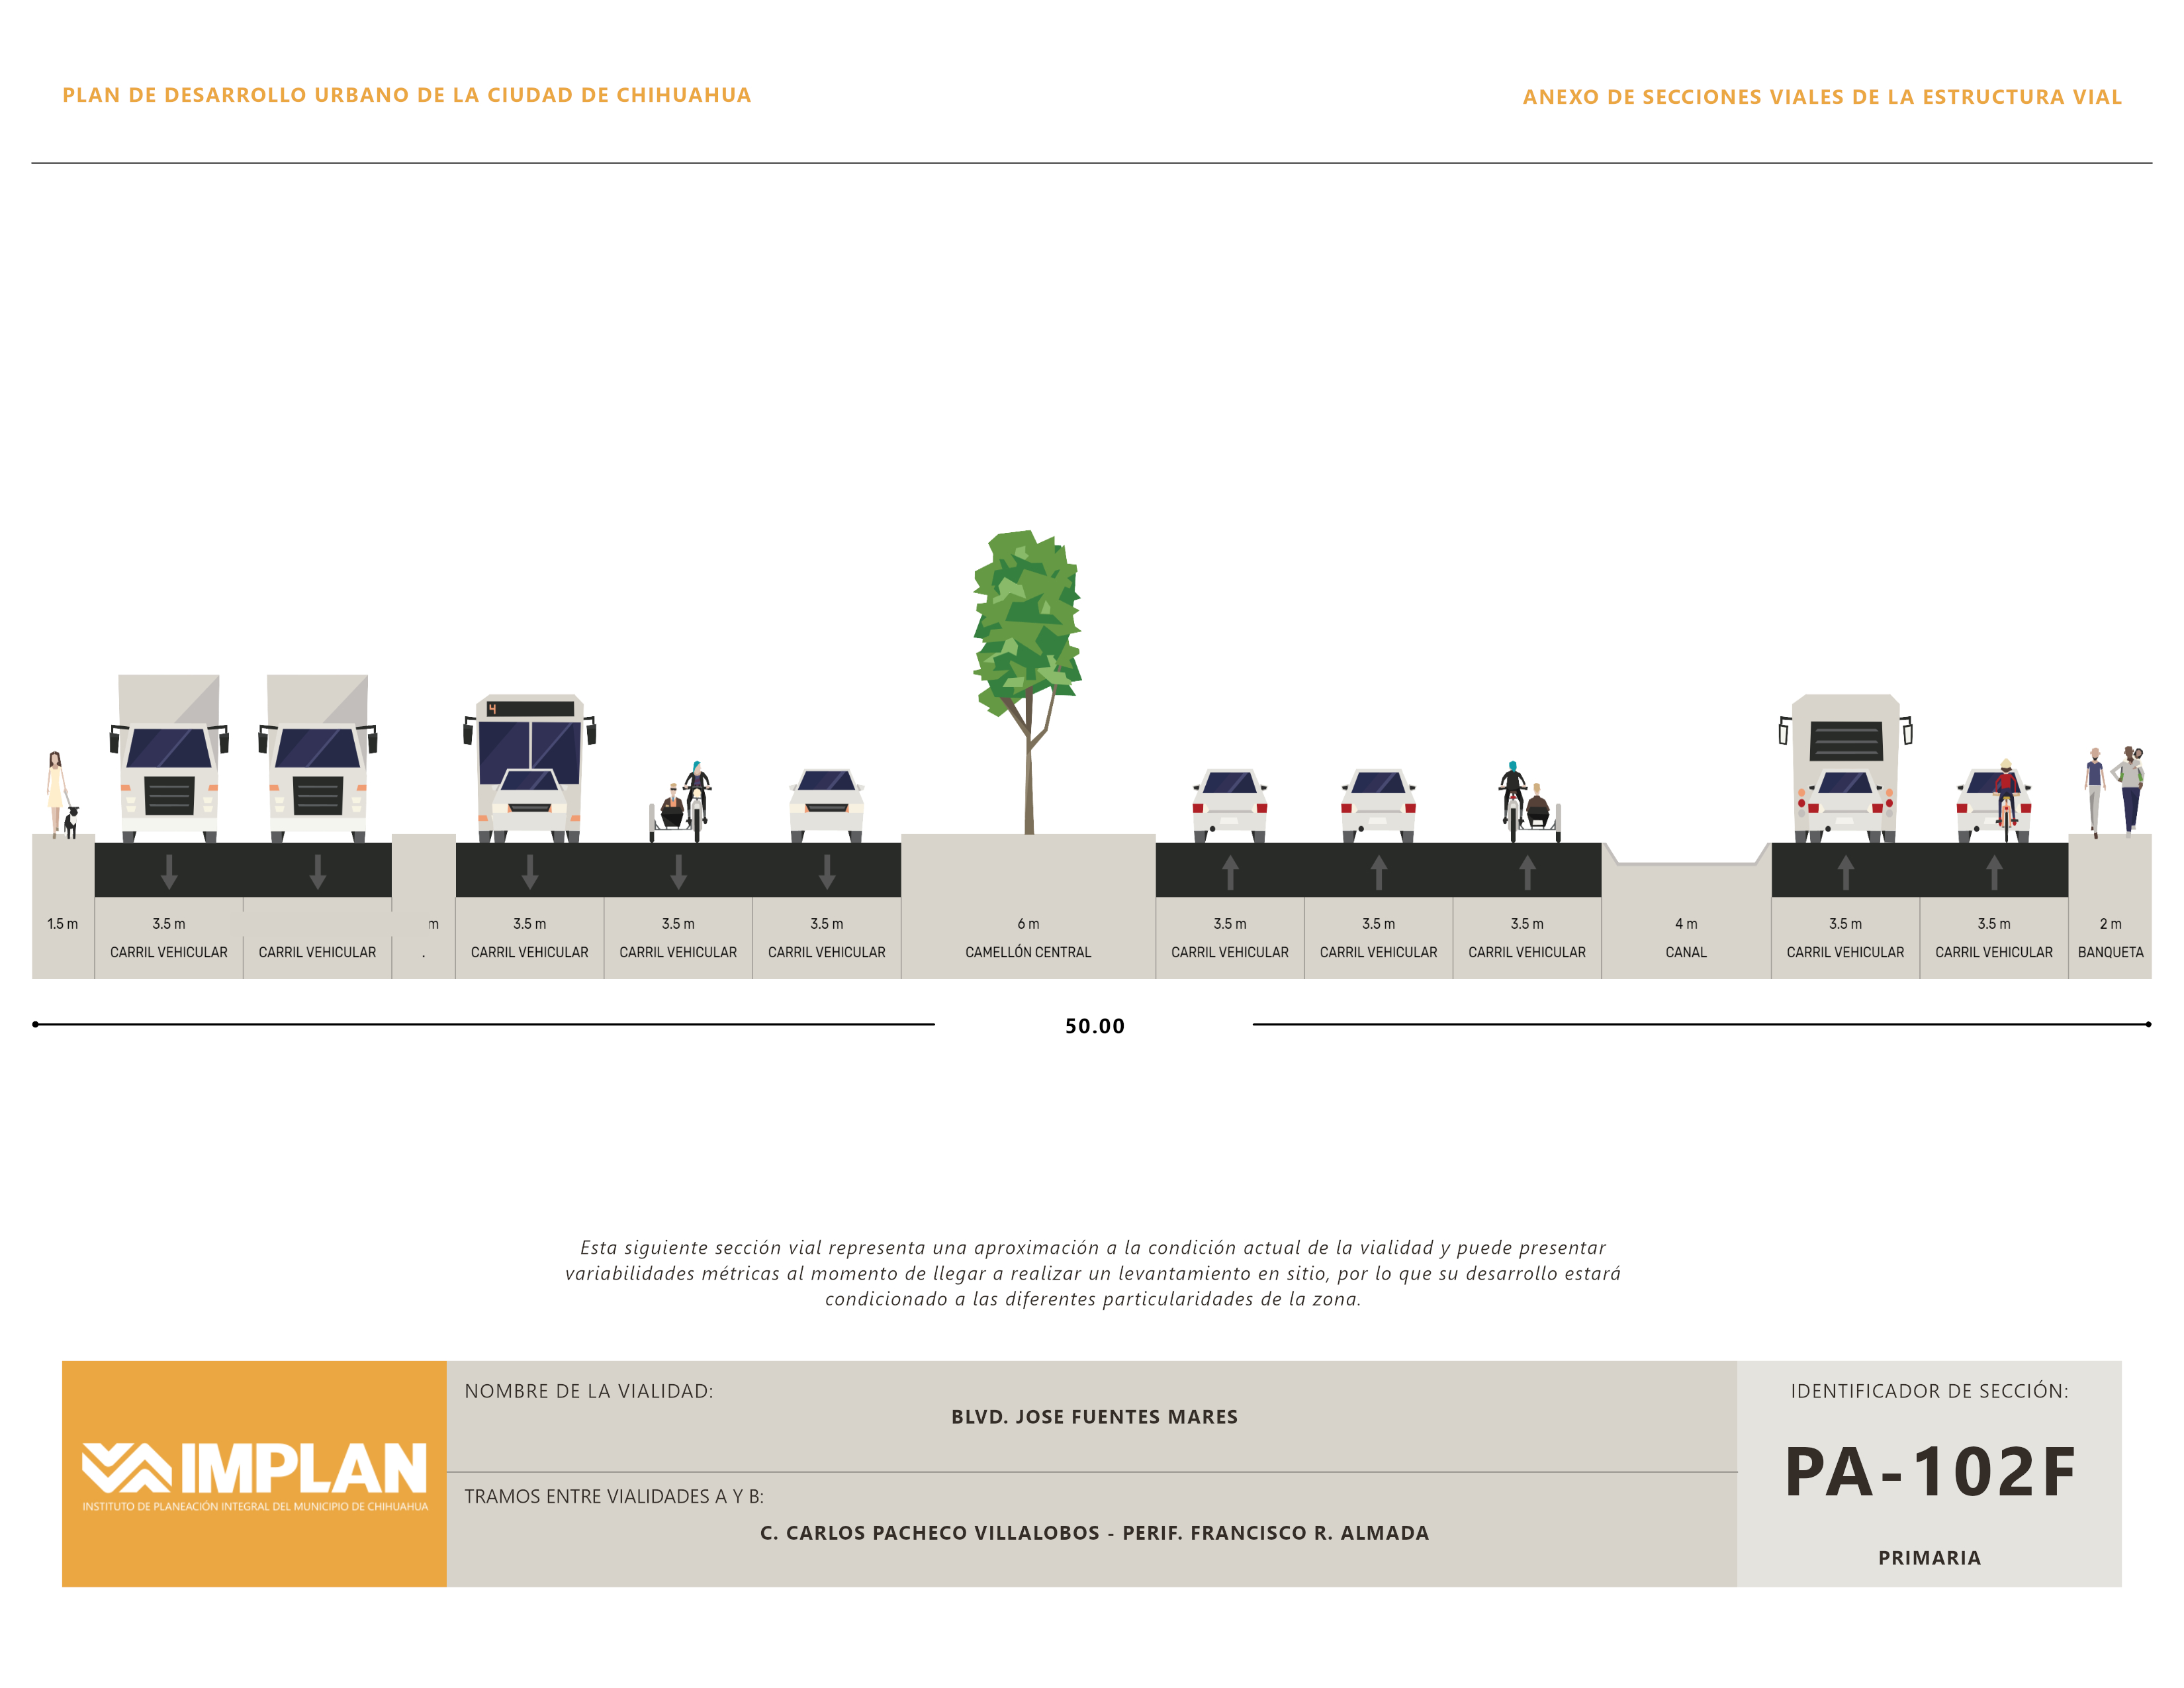 PLAN DE DESARROLLO URBANO DE LA CIUDAD DE CHIHUAHUA
ANEXO DE SECCIONES VIALES DE LA ESTRUCTURA VIAL
4
1.5 m 3.5 m m 3.5 m 3.5 m 3.5 m 6 m 3.5 m 3.5 m 3.5 m 4 m 3.5 m 3.5 m 2 m
CARRIL VEHICULAR CARRIL VEHICULAR . CARRIL VEHICULAR CARRIL VEHICULAR CARRIL VEHICULAR CAMELLÓN CENTRAL CARRIL VEHICULAR CARRIL VEHICULAR CARRIL VEHICULAR CANAL CARRIL VEHICULAR CARRIL VEHICULAR BANQUETA
50.00
Esta siguiente sección vial representa una aproximación a la condición actual de la vialidad y puede presentar
variabilidades métricas al momento de llegar a realizar un levantamiento en sitio, por lo que su desarrollo estará
condicionado a las diferentes particularidades de la zona.
IMPLAN
INSTITUTO DE PLANEACIÓN INTEGRAL DEL MUNICIPIO DE CHIHUAHUA
NOMBRE DE LA VIALIDAD:
BLVD. JOSE FUENTES MARES
TRAMOS ENTRE VIALIDADES A Y B:
C. CARLOS PACHECO VILLALOBOS - PERIF. FRANCISCO R. ALMADA
IDENTIFICADOR DE SECCIÓN:
PA-102F
PRIMARIA